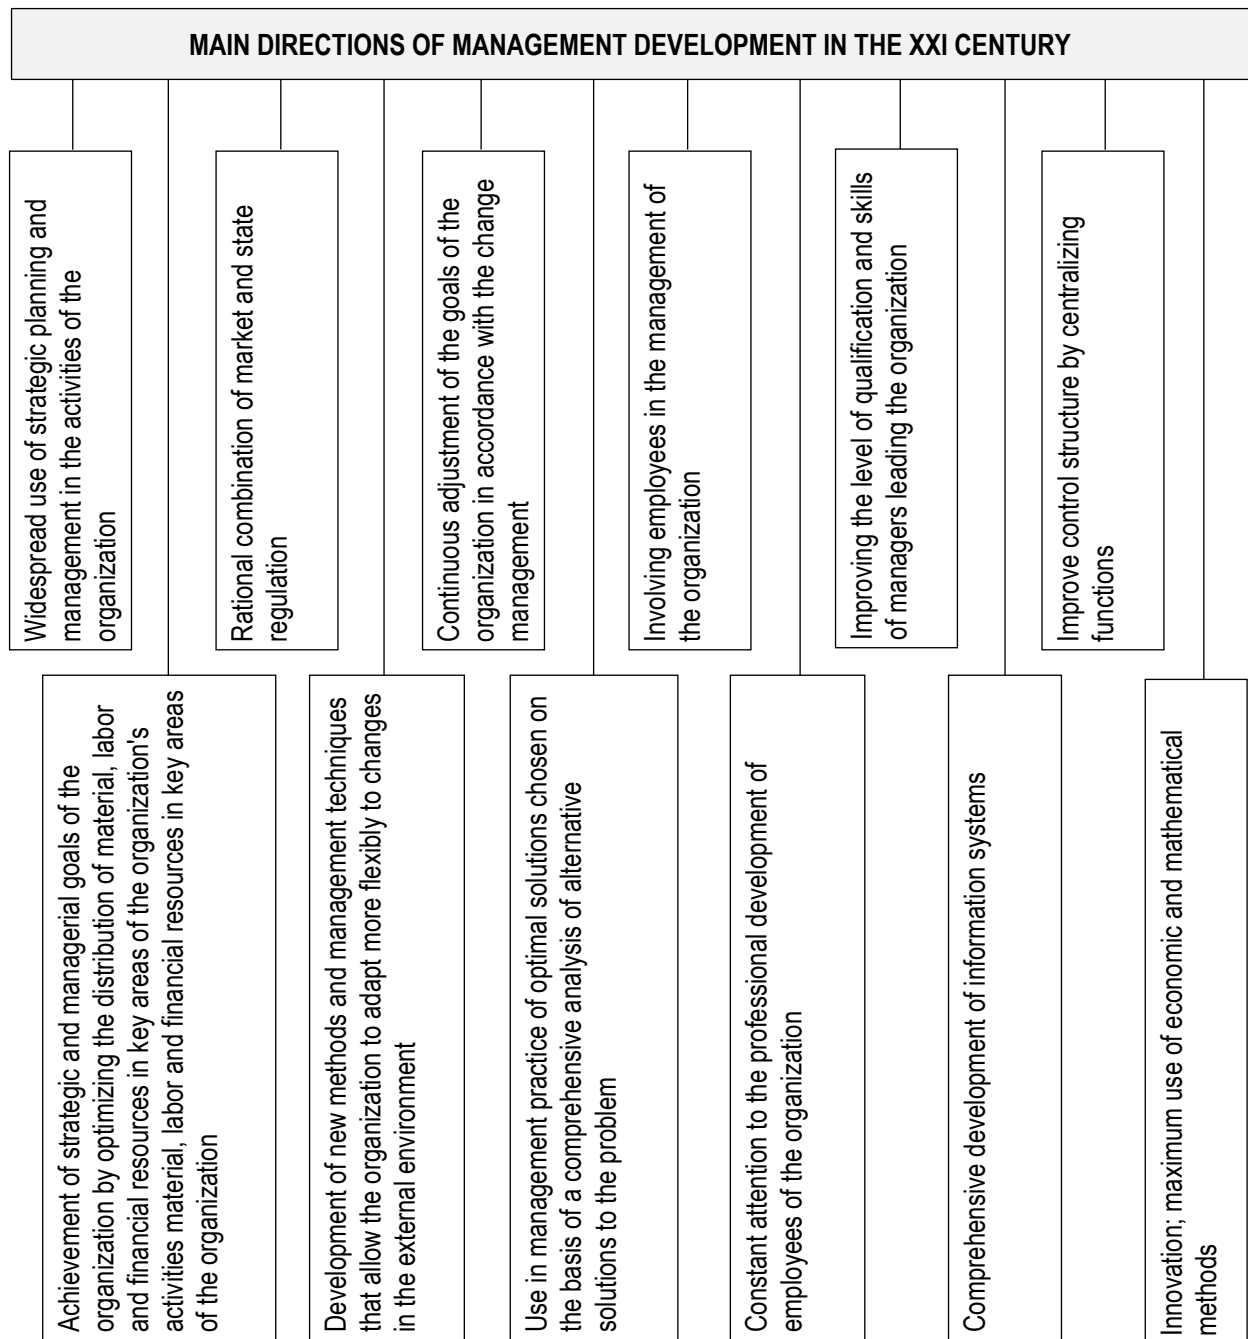 MAIN DIRECTIONS OF MANAGEMENT DEVELOPMENT IN THE XXI CENTURY
Widespread use of strategic planning and
management in the activities of the
organization
Rational combination of market and state
regulation
Continuous adjustment of the goals of the
organization in accordance with the change
management
Involving employees in the management of
the organization
Improving the level of qualification and skills
of managers leading the organization
Improve control structure by centralizing
functions
Achievement of strategic and managerial goals of the
organization by optimizing the distribution of material, labor
and financial resources in key areas of the organization's
activities material, labor and financial resources in key areas
of the organization
Development of new methods and management techniques
that allow the organization to adapt more flexibly to changes
in the external environment
Use in management practice of optimal solutions chosen on
the basis of a comprehensive analysis of alternative
solutions to the problem
Constant attention to the professional development of
employees of the organization
Comprehensive development of information systems
Innovation; maximum use of economic and mathematical
methods